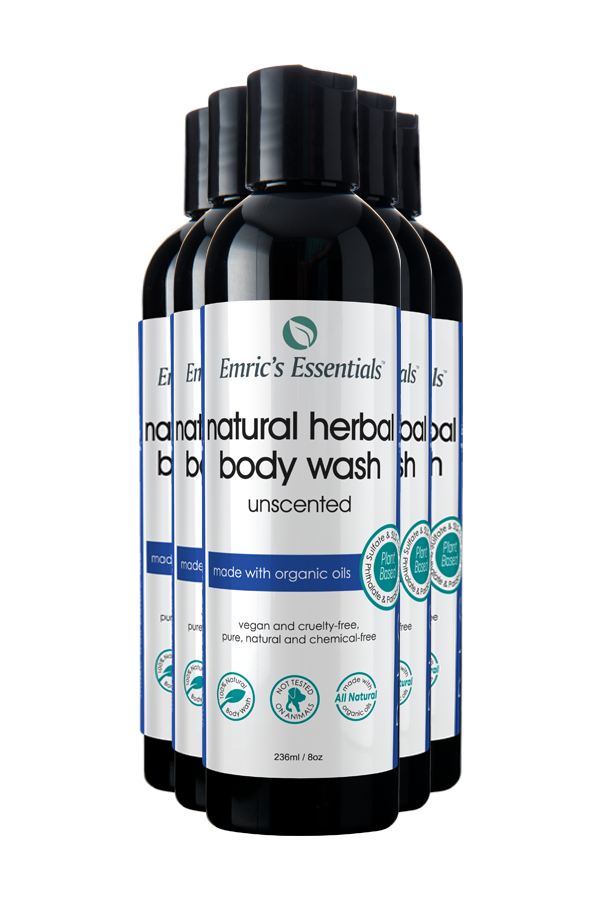 Emric's Essentials™
natural herbal
body wash
unscented
made with organic oils
Plant
Based
vegan and cruelty-free,
pure, natural and chemical-free
100% Natural
Body Wash
NOT TESTED
ON ANIMALS
made with
All Natural
organic oils
236ml / 8oz